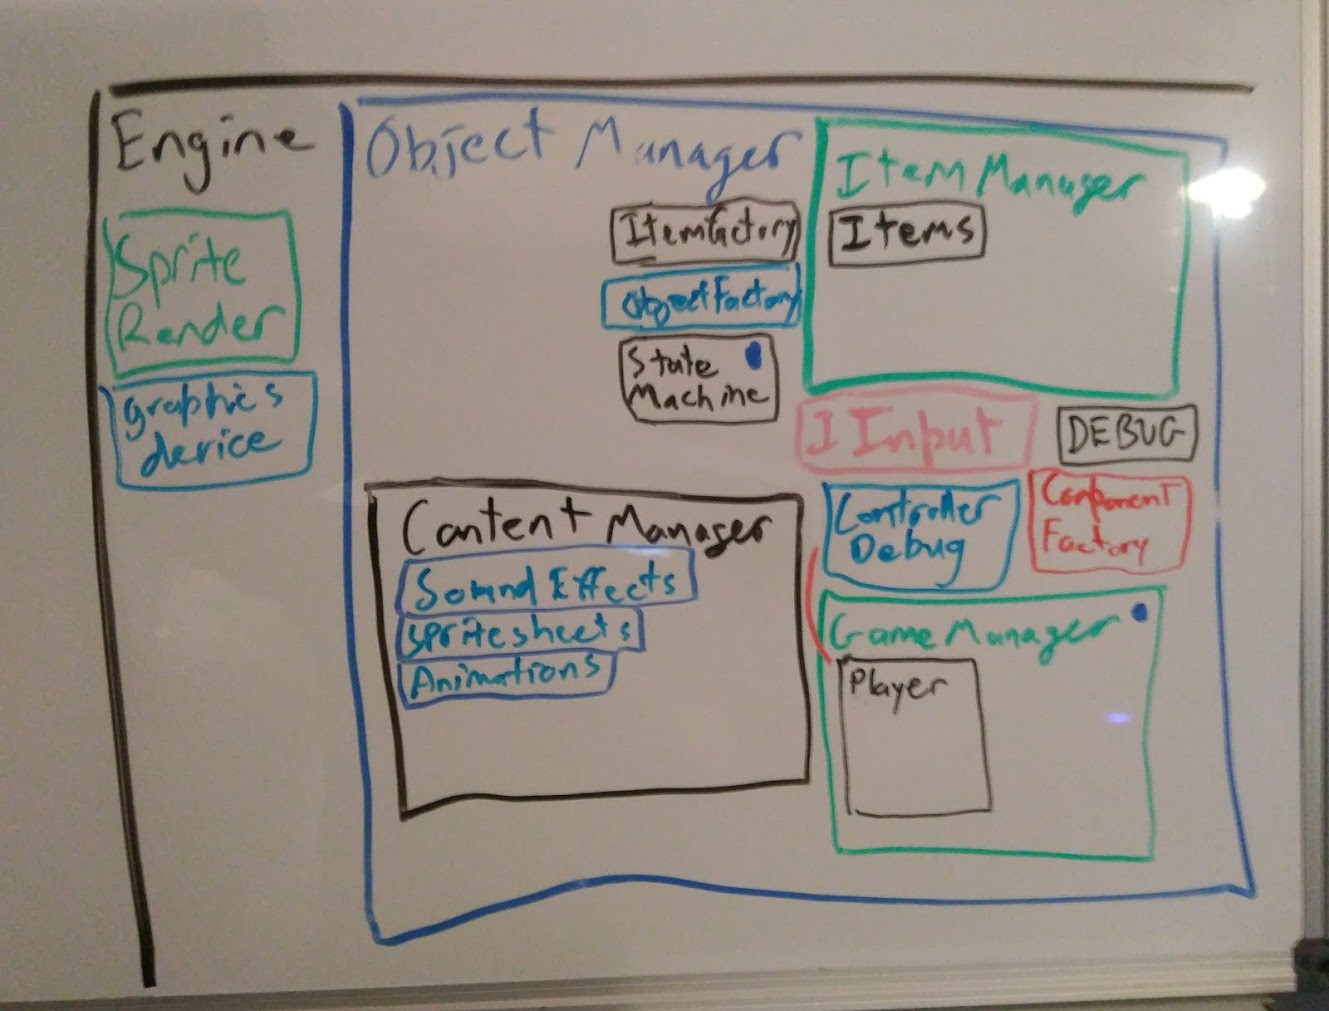 Engine
Sprite
Render
graphics
device
Object Manager
ItemFactory
ObjectFactory
State
Machine
Item Manager
Items
I Input
DEBUG
Controller
Debug
Component
Factory
Content Manager
Sound Effects
spritesheets
Animations
Game Manager
Player